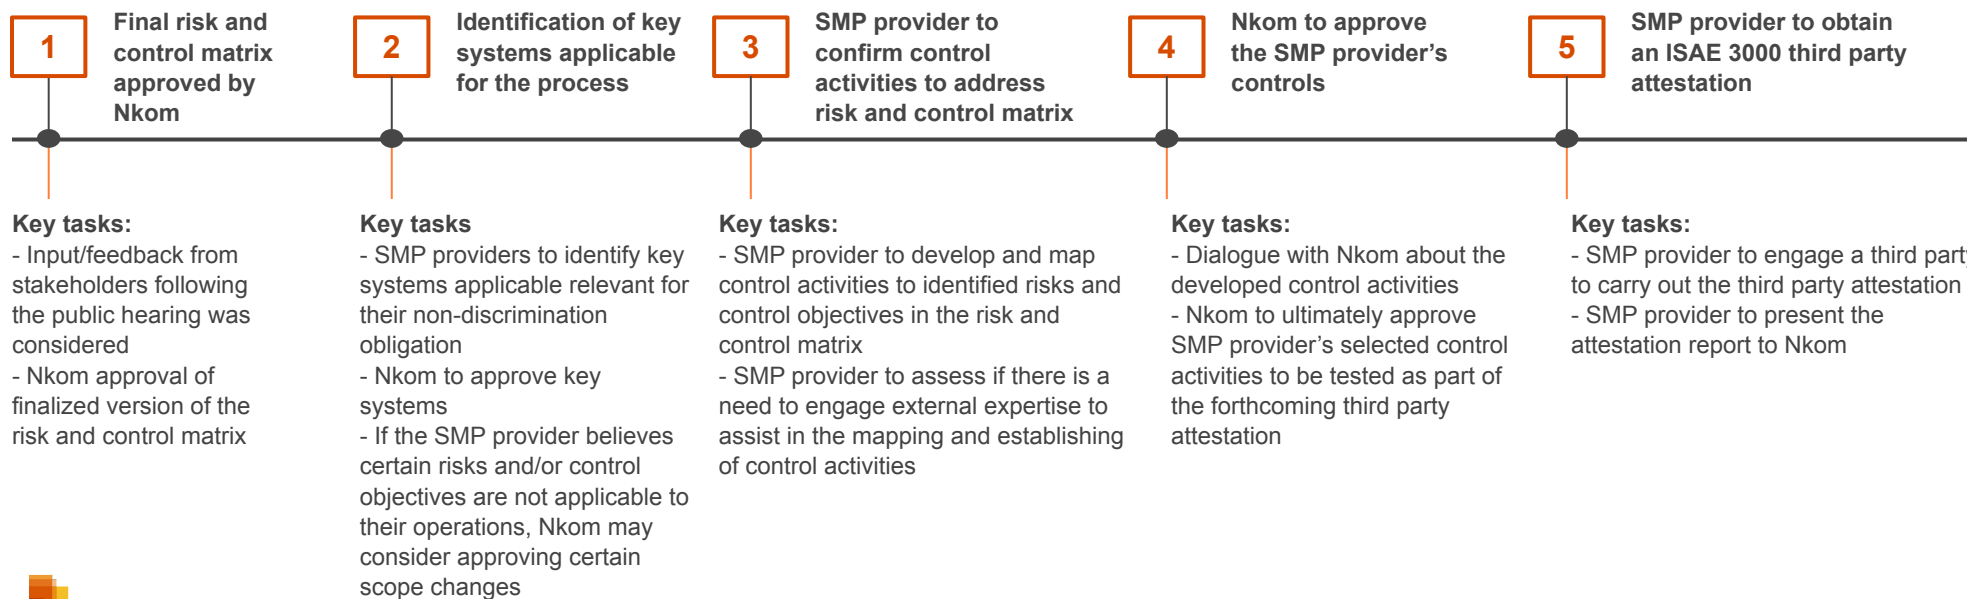 1
Final risk and
control matrix
approved by
Nkom
2
Identification of key
systems applicable
for the process
3
SMP provider to
confirm control
activities to address
risk and control matrix
4
Nkom to approve
the SMP provider's
controls
5
SMP provider to obtain
an ISAE 3000 third party
attestation
Key tasks:
- Input/feedback from
stakeholders following
the public hearing was
considered
- Nkom approval of
finalized version of the
risk and control matrix
Key tasks
- SMP providers to identify key
systems applicable relevant for
their non-discrimination
obligation
- Nkom to approve key
systems
- If the SMP provider believes
certain risks and/or control
objectives are not applicable to
their operations, Nkom may
consider approving certain
scope changes
Key tasks:
- SMP provider to develop and map
control activities to identified risks and
control objectives in the risk and
control matrix
- SMP provider to assess if there is a
need to engage external expertise to
assist in the mapping and establishing
of control activities
Key tasks:
- Dialogue with Nkom about the
developed control activities
- Nkom to ultimately approve
SMP provider's selected control
activities to be tested as part of
the forthcoming third party
attestation
Key tasks:
- SMP provider to engage a third party
to carry out the third party attestation
- SMP provider to present the
attestation report to Nkom